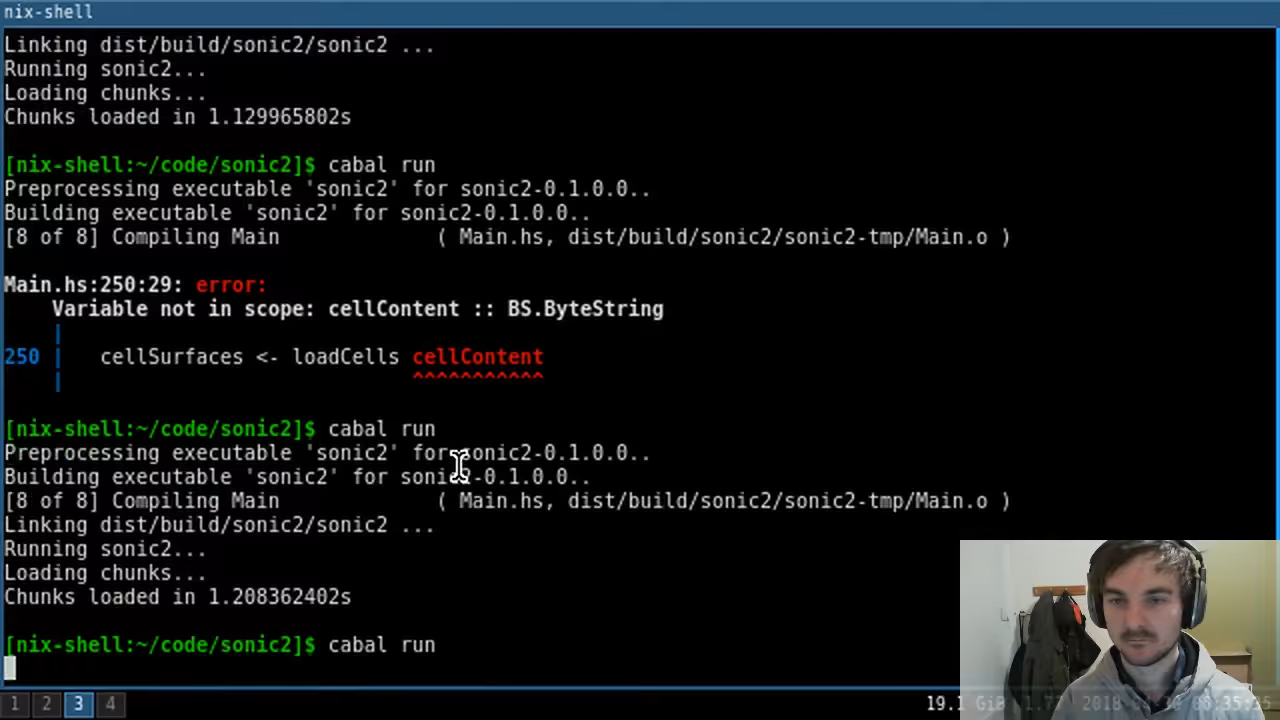 nix-shell
Linking dist/build/sonic2/sonic2 ...
Running sonic2...
Loading chunks...
Chunks loaded in 1.129965802s
[nix-shell:~/code/sonic2]$ cabal run
Preprocessing executable 'sonic2' for sonic2-0.1.0.0..
Building executable 'sonic2' for sonic2-0.1.0.0..
[8 of 8] Compiling Main ( Main.hs, dist/build/sonic2/sonic2-tmp/Main.o )
Main.hs:250:29: error:
Variable not in scope: cellContent :: BS.ByteString
|
250 | cellSurfaces <- loadCells cellContent
| ^^^^^^^^^^^
[nix-shell:~/code/sonic2]$ cabal run
Preprocessing executable 'sonic2' for sonic2-0.1.0.0..
Building executable 'sonic2' for sonic2-0.1.0.0..
[8 of 8] Compiling Main ( Main.hs, dist/build/sonic2/sonic2-tmp/Main.o )
Linking dist/build/sonic2/sonic2 ...
Running sonic2...
Loading chunks...
Chunks loaded in 1.208362402s
[nix-shell:~/code/sonic2]$ cabal run
1 2 3 4 19.1 GiB 1.77